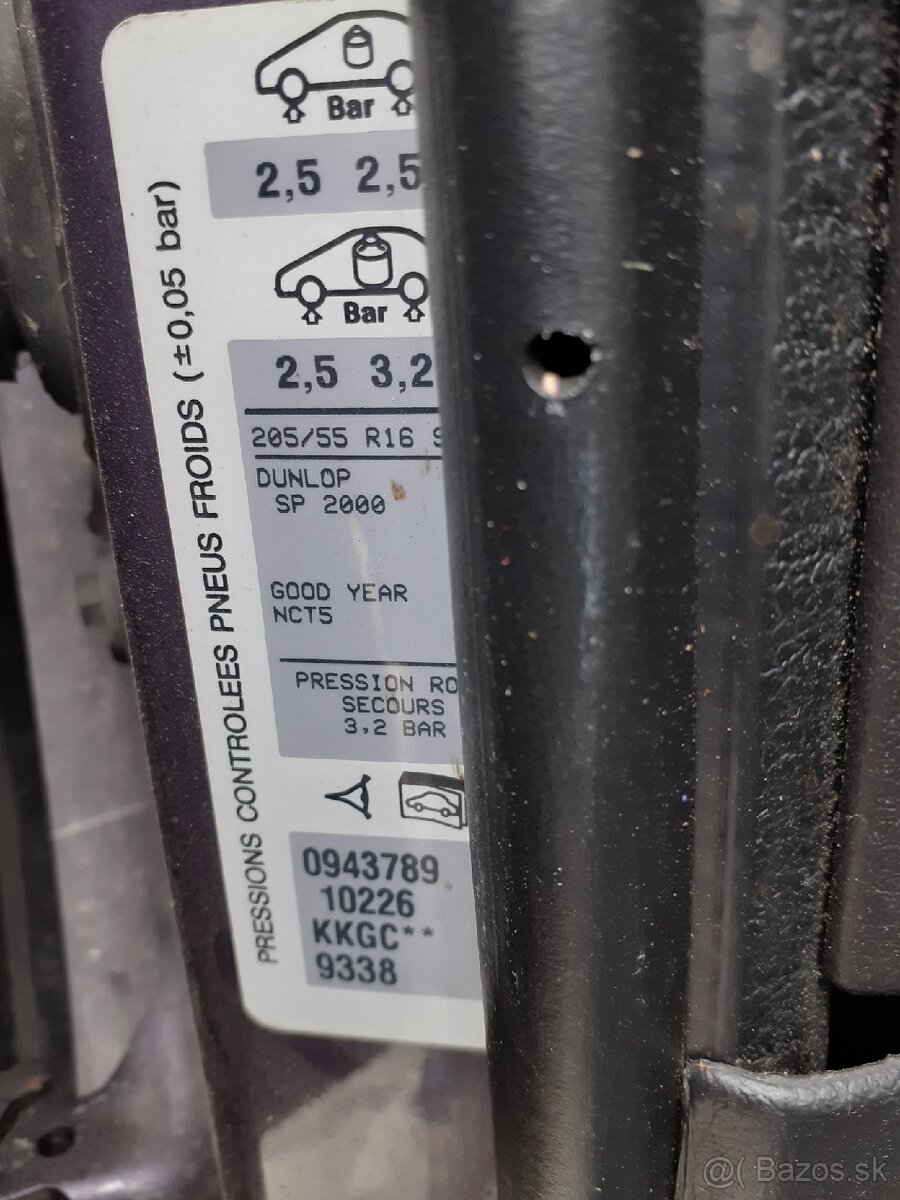 Bar
2,5 2,5
Bar
2,5 3,2
205/55 R16
DUNLOP
SP 2000
GOOD YEAR
NCT5
PRESSION
SECOURS
3,2 BAR
0943789
10226
KKGC**
9338
PRESSIONS CONTROLEES PNEUS FROIDS (±0,05 bar)
@( Bazos.sk